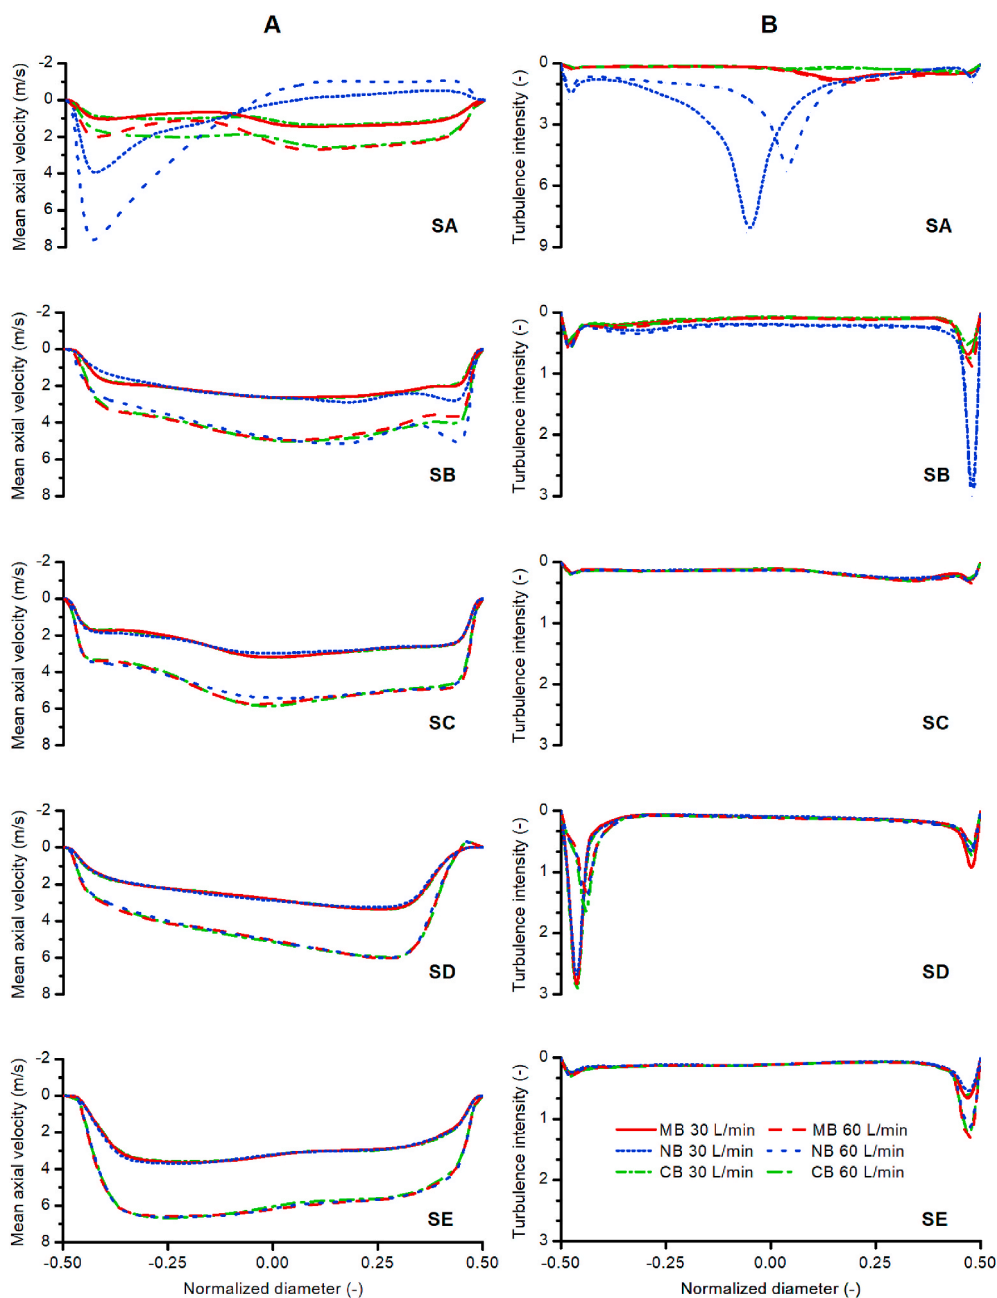 A
B
Mean axial velocity (m/s)
-2
0
2
4
6
8
SA
Turbulence intensity (-)
0
3
6
9
SA
Mean axial velocity (m/s)
-2
0
2
4
6
8
SB
Turbulence intensity (-)
0
1
2
3
SB
Mean axial velocity (m/s)
-2
0
2
4
6
8
SC
Turbulence intensity (-)
0
1
2
3
SC
Mean axial velocity (m/s)
-2
0
2
4
6
8
SD
Turbulence intensity (-)
0
1
2
3
SD
Mean axial velocity (m/s)
-2
0
2
4
6
8
SE
-0.50 -0.25 0.00 0.25 0.50
Normalized diameter (-)
Turbulence intensity (-)
0
1
2
3
MB 30 L/min MB 60 L/min
NB 30 L/min NB 60 L/min
CB 30 L/min CB 60 L/min
SE
-0.50 -0.25 0.00 0.25 0.50
Normalized diameter (-)